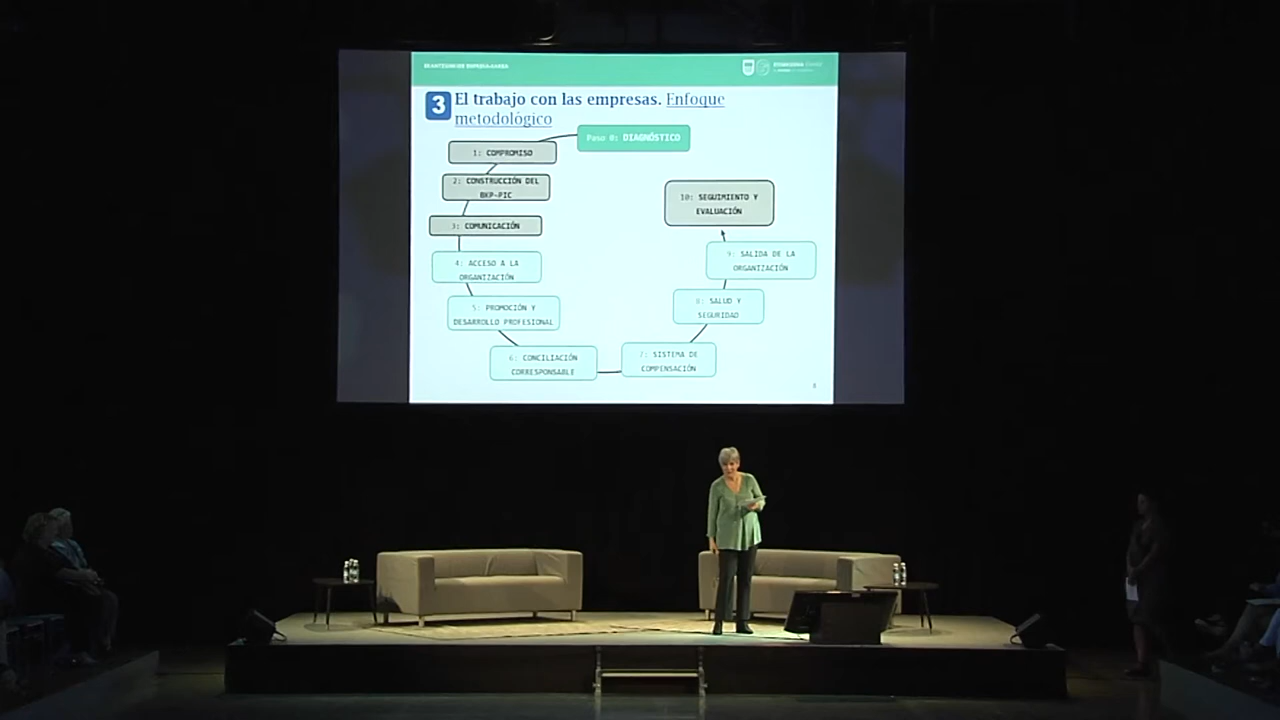 3
El trabajo con las empresas. Enfoque
metodológico
Paso 0: DIAGNÓSTICO
1: COMPROMISO
2: CONSTRUCCIÓN DEL
BKP-PIC
3: COMUNICACIÓN
4: ACCESO A LA
ORGANIZACIÓN
5: PROMOCIÓN Y
DESARROLLO PROFESIONAL
6: CONCILIACIÓN
CORRESPONSABLE
7: SISTEMA DE
COMPENSACIÓN
8: SALUD Y
SEGURIDAD
9: SALIDA DE LA
ORGANIZACIÓN
10: SEGUIMIENTO Y
EVALUACIÓN